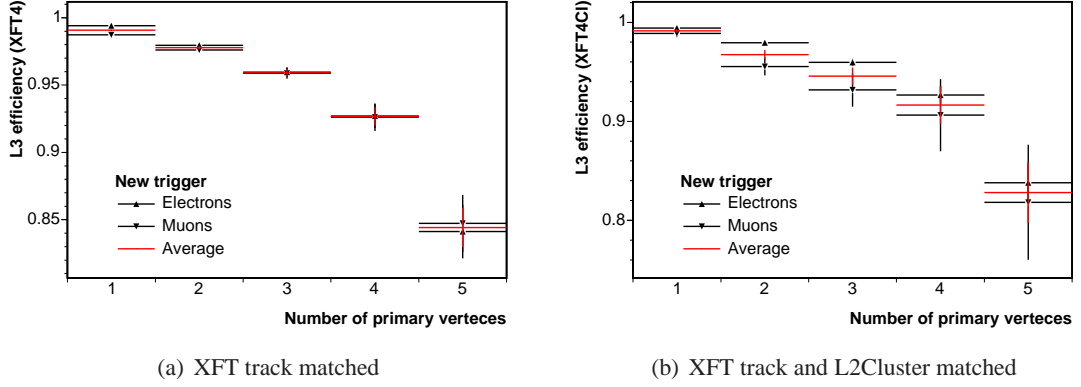 L3 efficiency (XFT4)
1
0.95
0.9
0.85
New trigger
Electrons
Muons
Average
1 2 3 4 5
Number of primary verteces
(a) XFT track matched
L3 efficiency (XFT4Cl)
1
0.9
0.8
New trigger
Electrons
Muons
Average
1 2 3 4 5
Number of primary verteces
(b) XFT track and L2Cluster matched